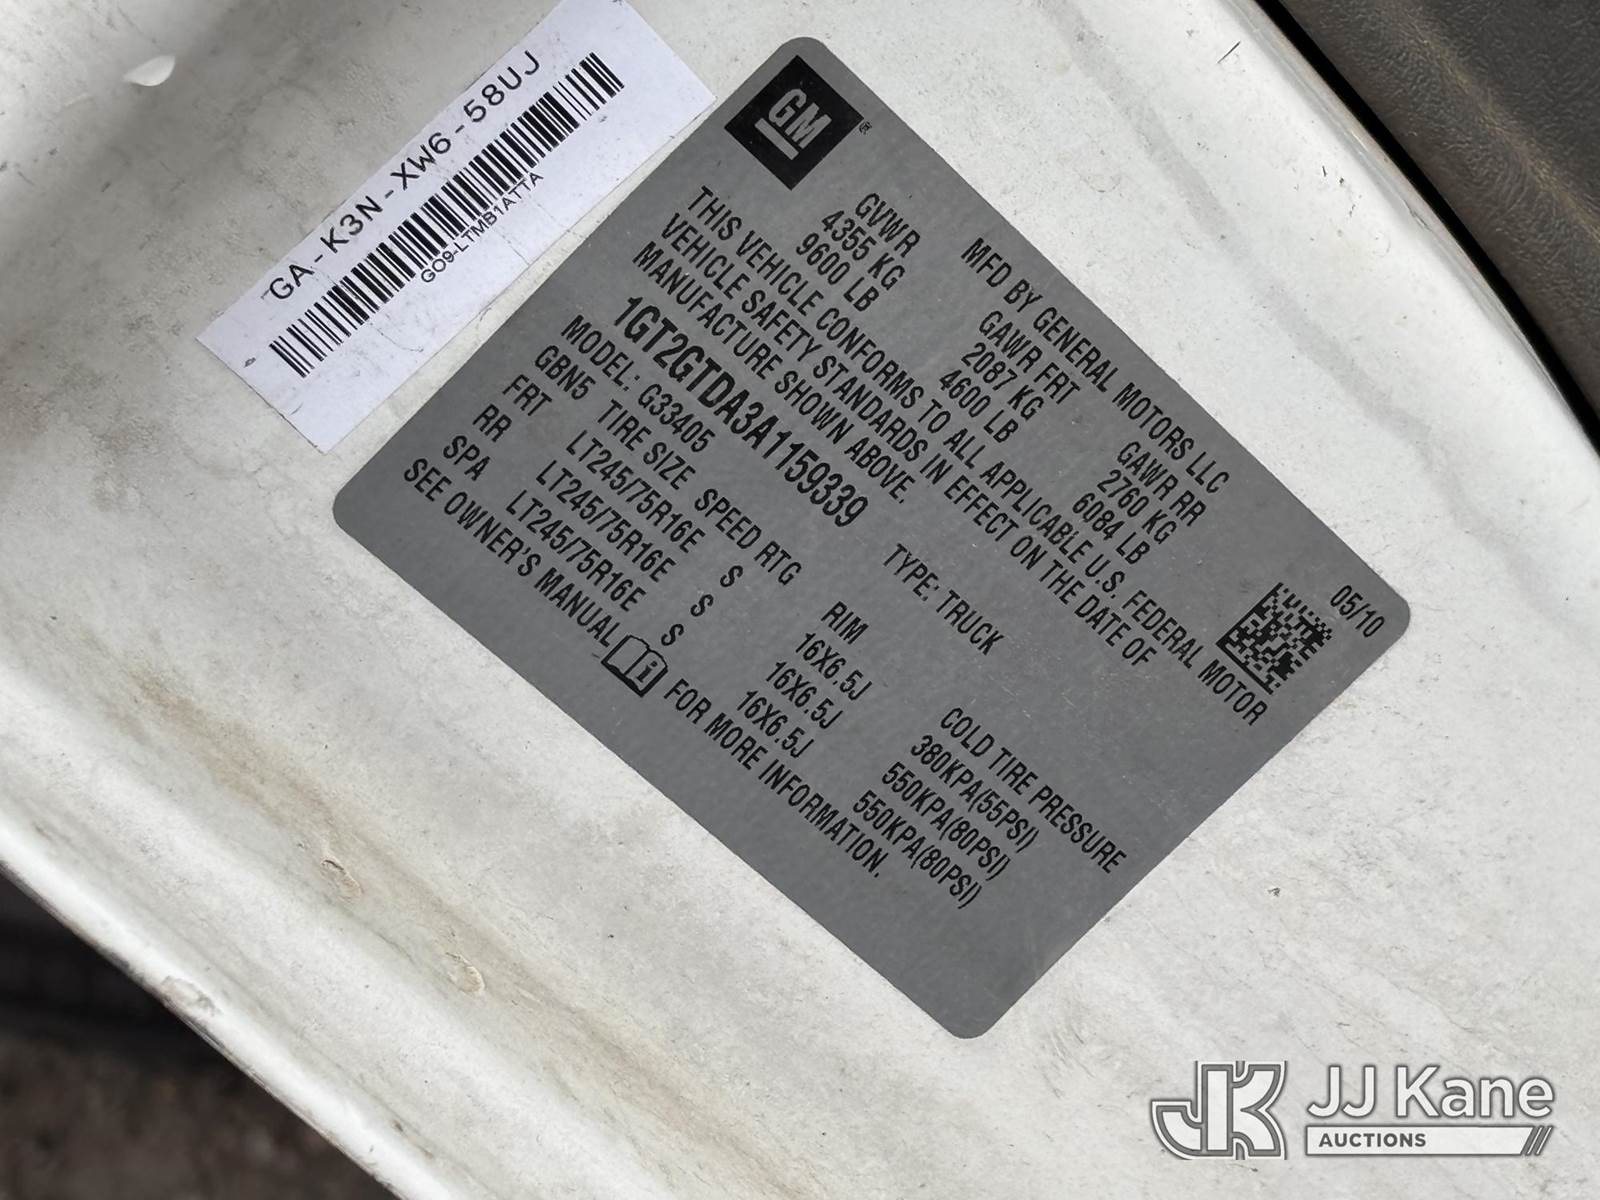 GA-K3N-XW6-58UJ
GO9-LTMB1ATTA
GM
MFD BY GENERAL MOTORS LLC 05/10
GVWR GAWR FRT GAWR RR
4355 KG 2087 KG 2760 KG
9600 LB 4600 LB 6084 LB
THIS VEHICLE CONFORMS TO ALL APPLICABLE U.S. FEDERAL MOTOR
VEHICLE SAFETY STANDARDS IN EFFECT ON THE DATE OF
MANUFACTURE SHOWN ABOVE.
1GT2GTDA3A1159339 TYPE: TRUCK
MODEL: G33405
GBN5 TIRE SIZE SPEED RTG RIM COLD TIRE PRESSURE
FRT LT245/75R16E S 16X6.5J 380KPA(55PSI)
RR LT245/75R16E S 16X6.5J 550KPA(80PSI)
SPA LT245/75R16E S 16X6.5J 550KPA(80PSI)
SEE OWNER'S MANUAL FOR MORE INFORMATION.
JK JJ Kane
AUCTIONS